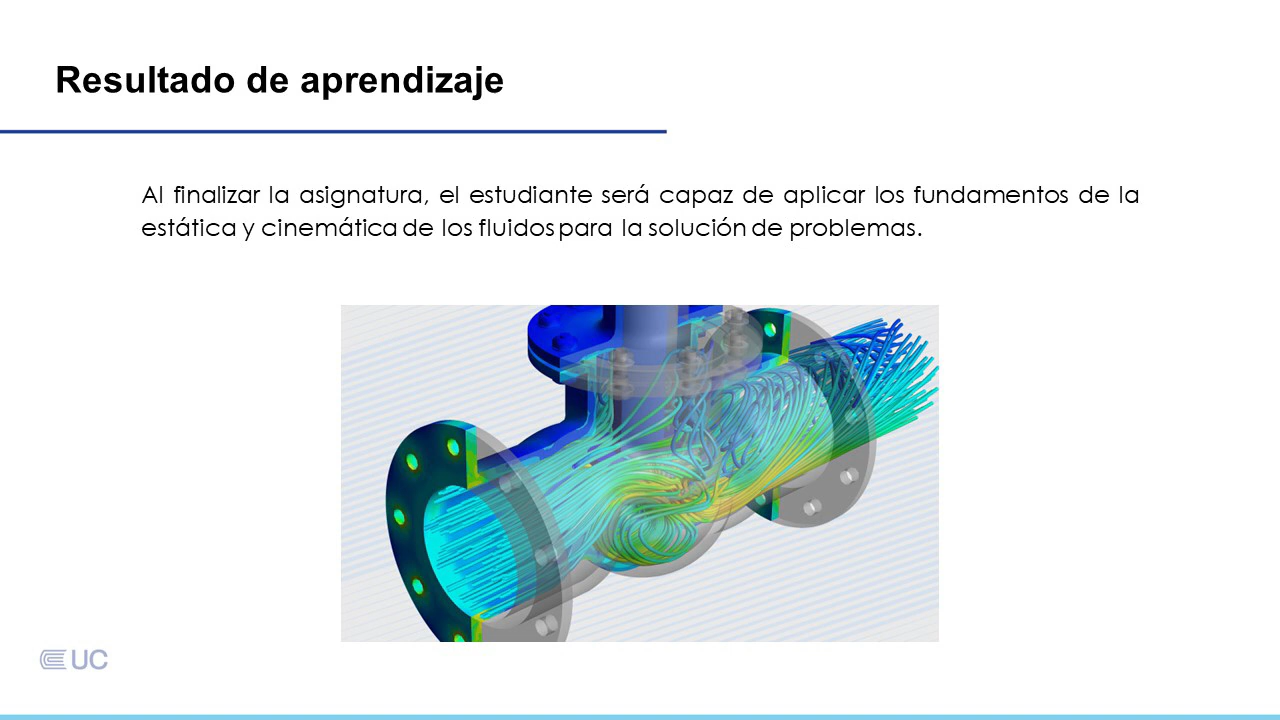 Resultado de aprendizaje
Al finalizar la asignatura, el estudiante será capaz de aplicar los fundamentos de la
estática y cinemática de los fluidos para la solución de problemas.
UC